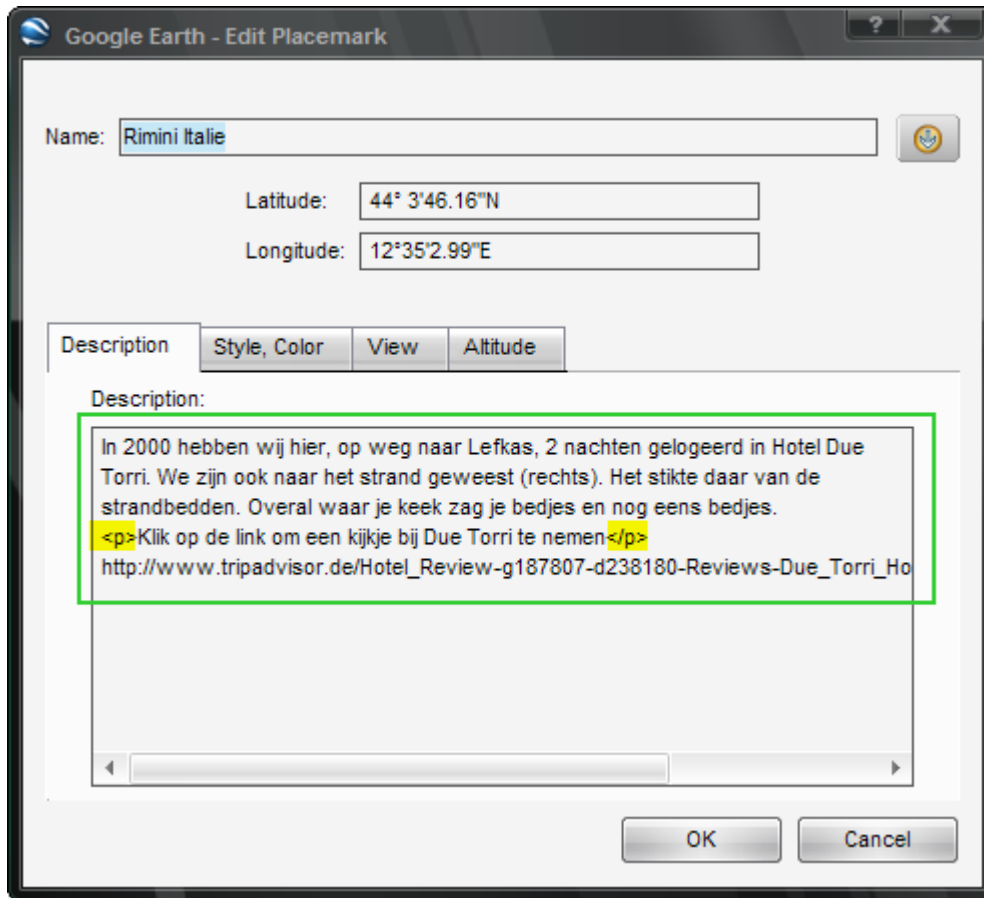 Google Earth - Edit Placemark
? X
Name: Rimini Italie
Latitude: 44° 3'46.16"N
Longitude: 12°35'2.99"E
Description Style, Color View Altitude
Description:
In 2000 hebben wij hier, op weg naar Lefkas, 2 nachten gelogeerd in Hotel Due
Torri. We zijn ook naar het strand geweest (rechts). Het stikte daar van de
strandbedden. Overal waar je keek zag je bedjes en nog eens bedjes.
<p>Klik op de link om een kijkje bij Due Torri te nemen</p>
http://www.tripadvisor.de/Hotel_Review-g187807-d238180-Reviews-Due_Torri_Ho
OK Cancel